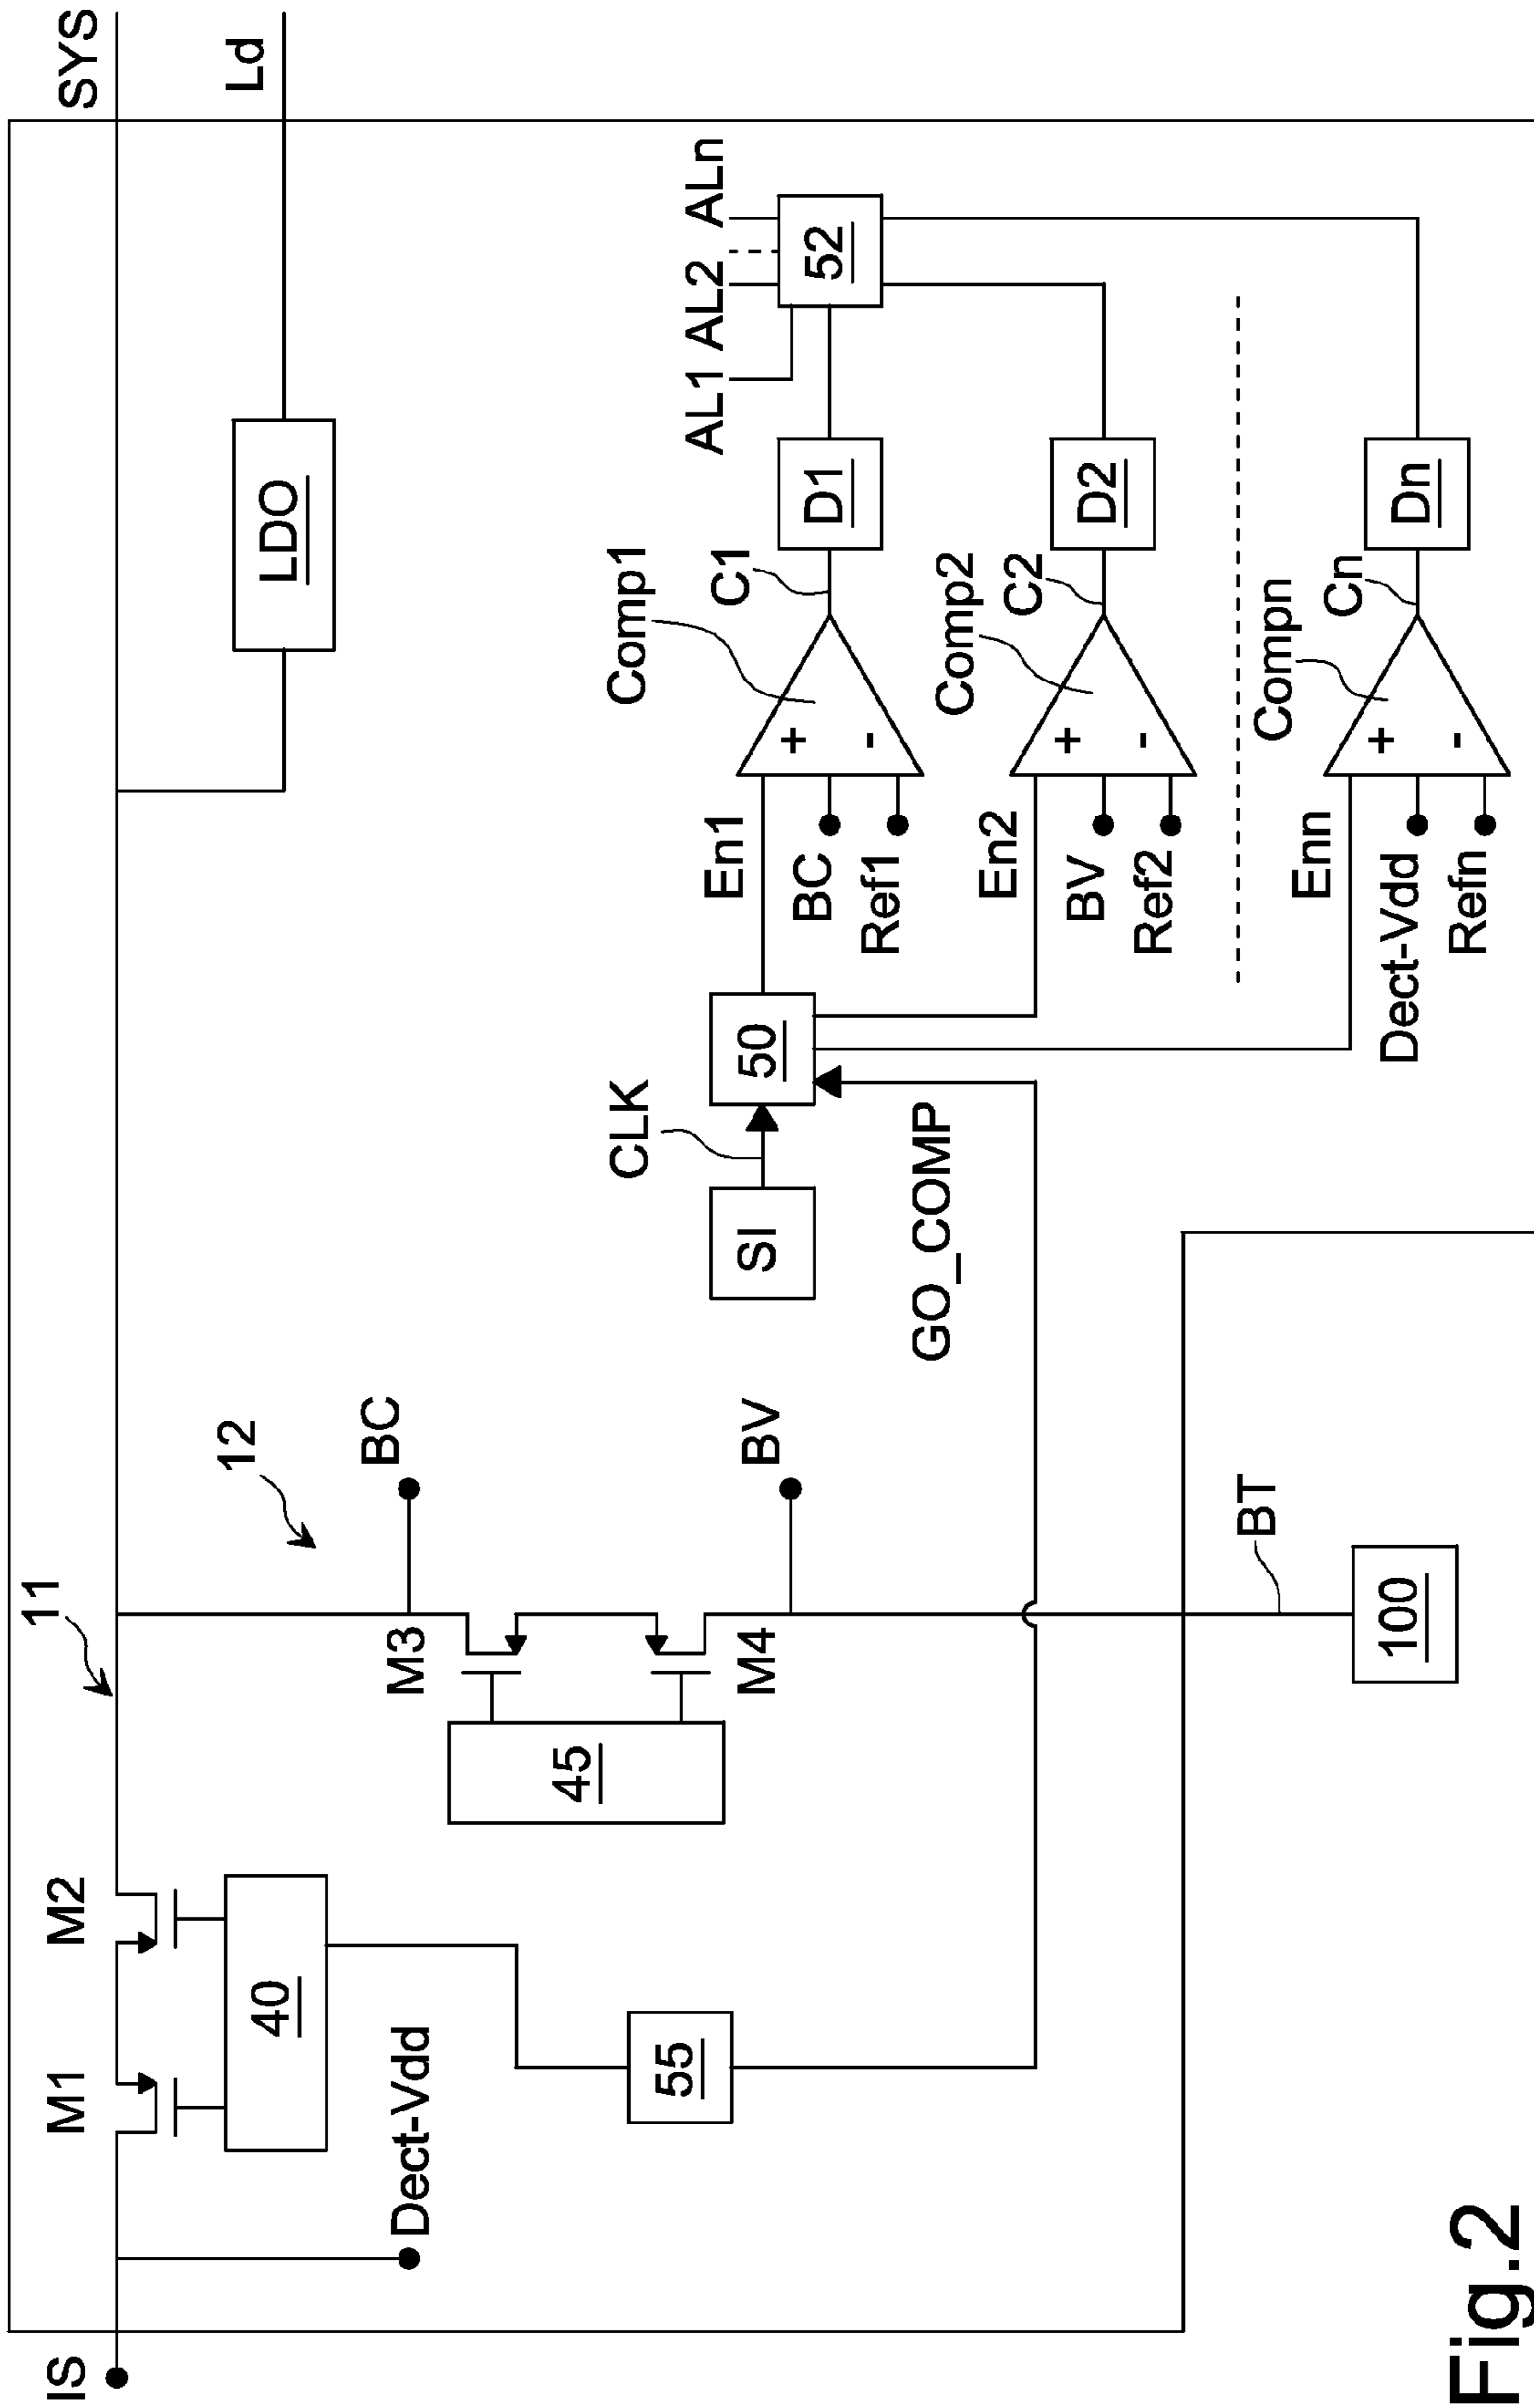 IS
M1
M2
11
SYS
40
Dect-Vdd
12
M3
BC
45
M4
BV
LDO
Ld
55
BT
100
SI
CLK
50
GO_COMP
En1
BC
Ref1
Comp1
C1
D1
AL1
AL2
ALn
52
En2
BV
Ref2
Comp2
C2
D2
Enn
Dect-Vdd
Refn
Compn
Cn
Dn
+
-
+
-
+
-
Fig.2